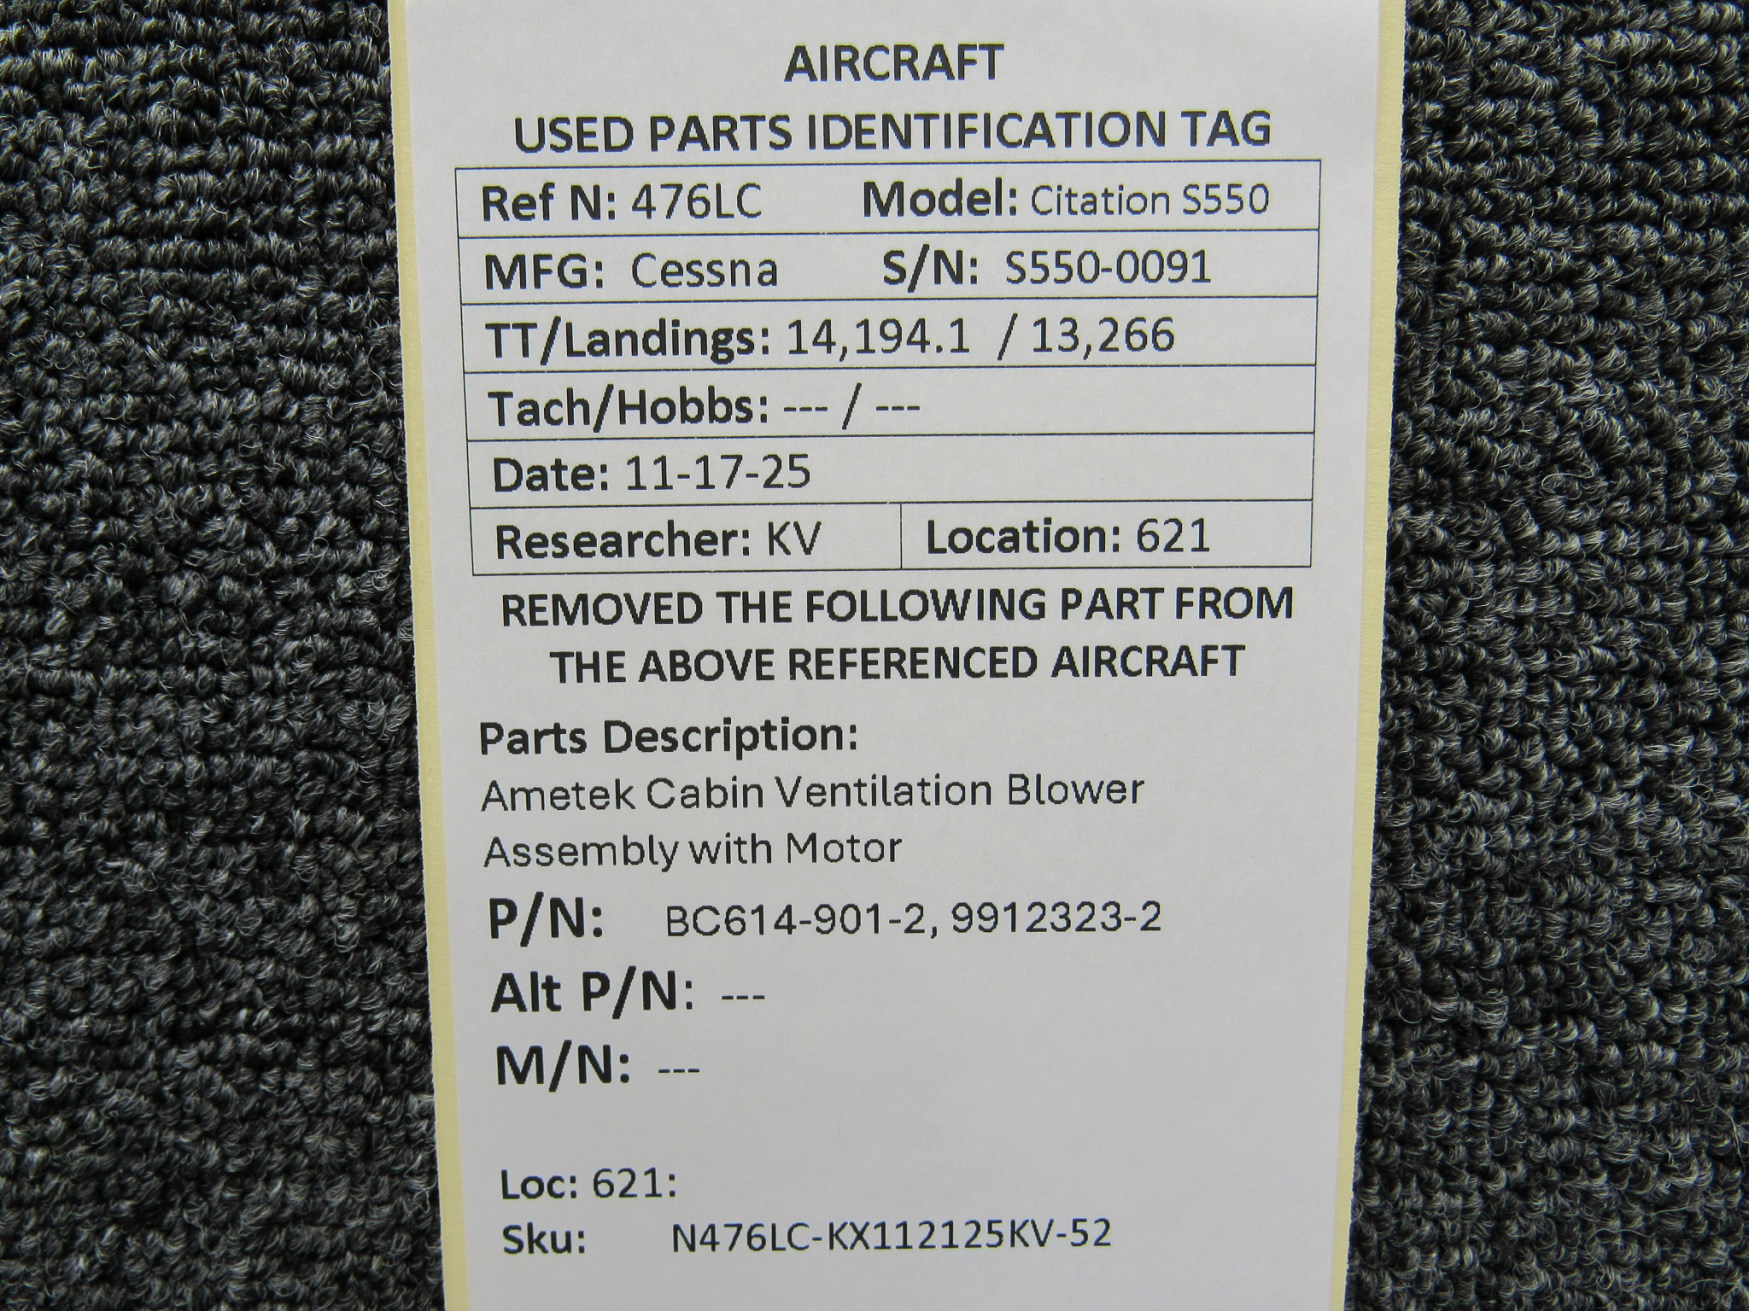 AIRCRAFT
USED PARTS IDENTIFICATION TAG
Ref N: 476LC Model: Citation S550
MFG: Cessna S/N: S550-0091
TT/Landings: 14,194.1 / 13,266
Tach/Hobbs: --- / ---
Date: 11-17-25
Researcher: KV Location: 621
REMOVED THE FOLLOWING PART FROM
THE ABOVE REFERENCED AIRCRAFT
Parts Description:
Ametek Cabin Ventilation Blower
Assembly with Motor
P/N: BC614-901-2, 9912323-2
Alt P/N: ---
M/N: ---
Loc: 621:
Sku: N476LC-KX112125KV-52